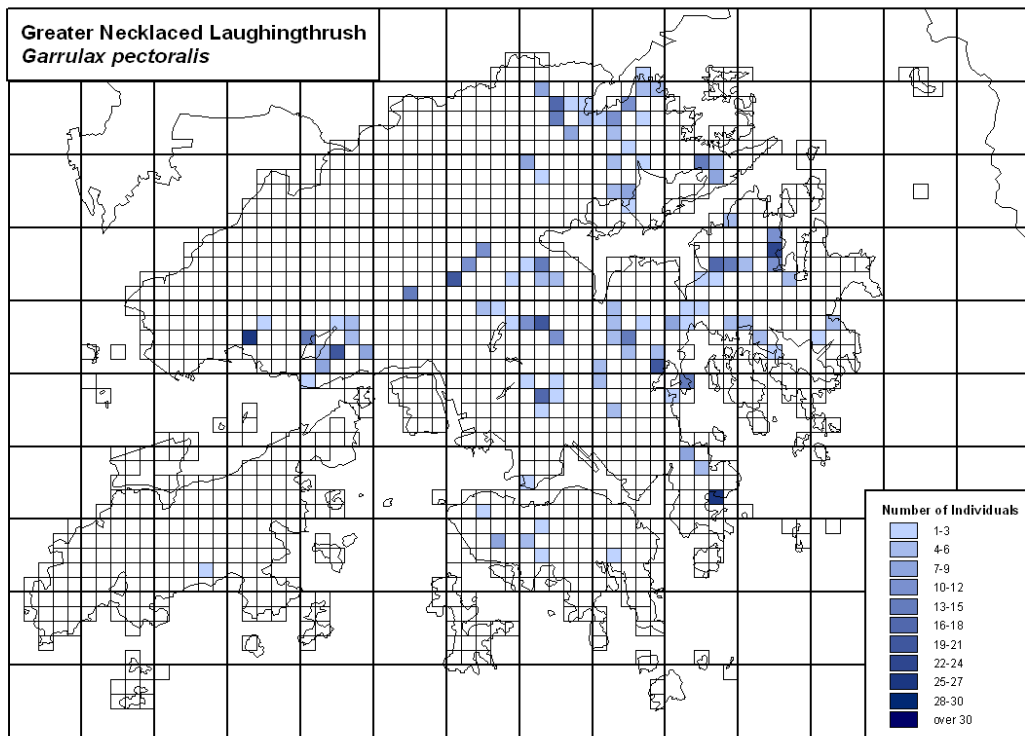 Greater Necklaced Laughingthrush
Garrulax pectoralis
Number of Individuals
1-3
4-6
7-9
10-12
13-15
16-18
19-21
22-24
25-27
28-30
over 30